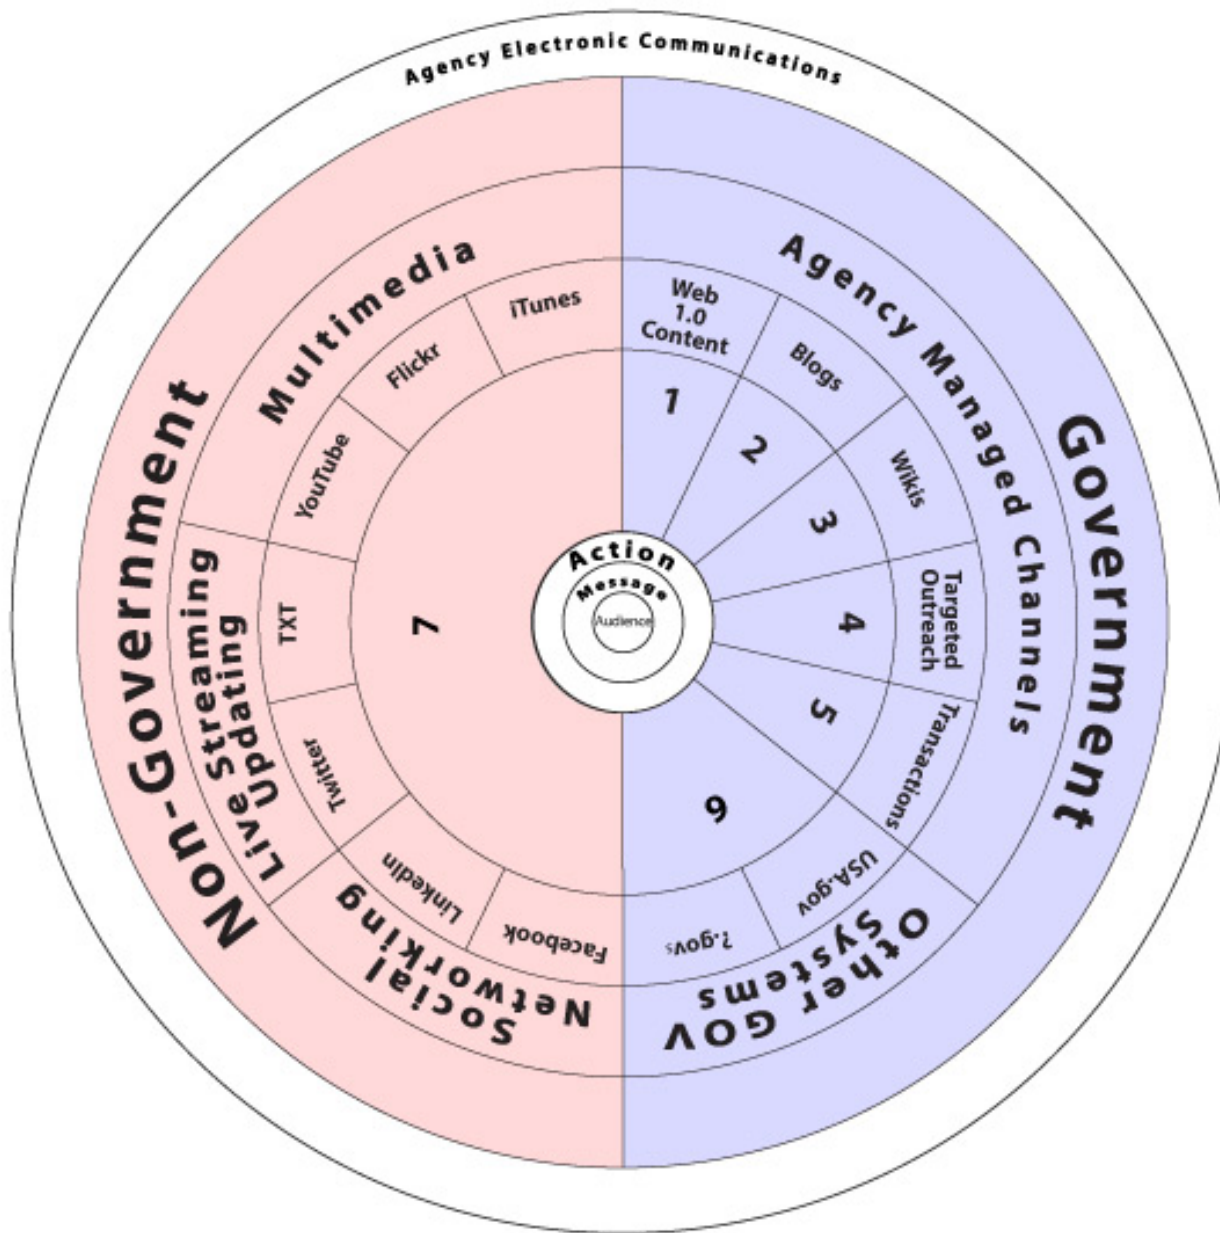 Agency Electronic Communications
Government
Agency Managed Channels
Web
1.0
Content
Blogs
Wikis
Targeted
Outreach
Transactions
Other GOV
Systems
USA.gov
?.govs
Non-Government
Social
Networking
Facebook
LinkedIn
Live Streaming
Updating
Twitter
TXT
Multimedia
YouTube
Flickr
iTunes
1
2
3
4
5
6
7
Action
Message
Audience